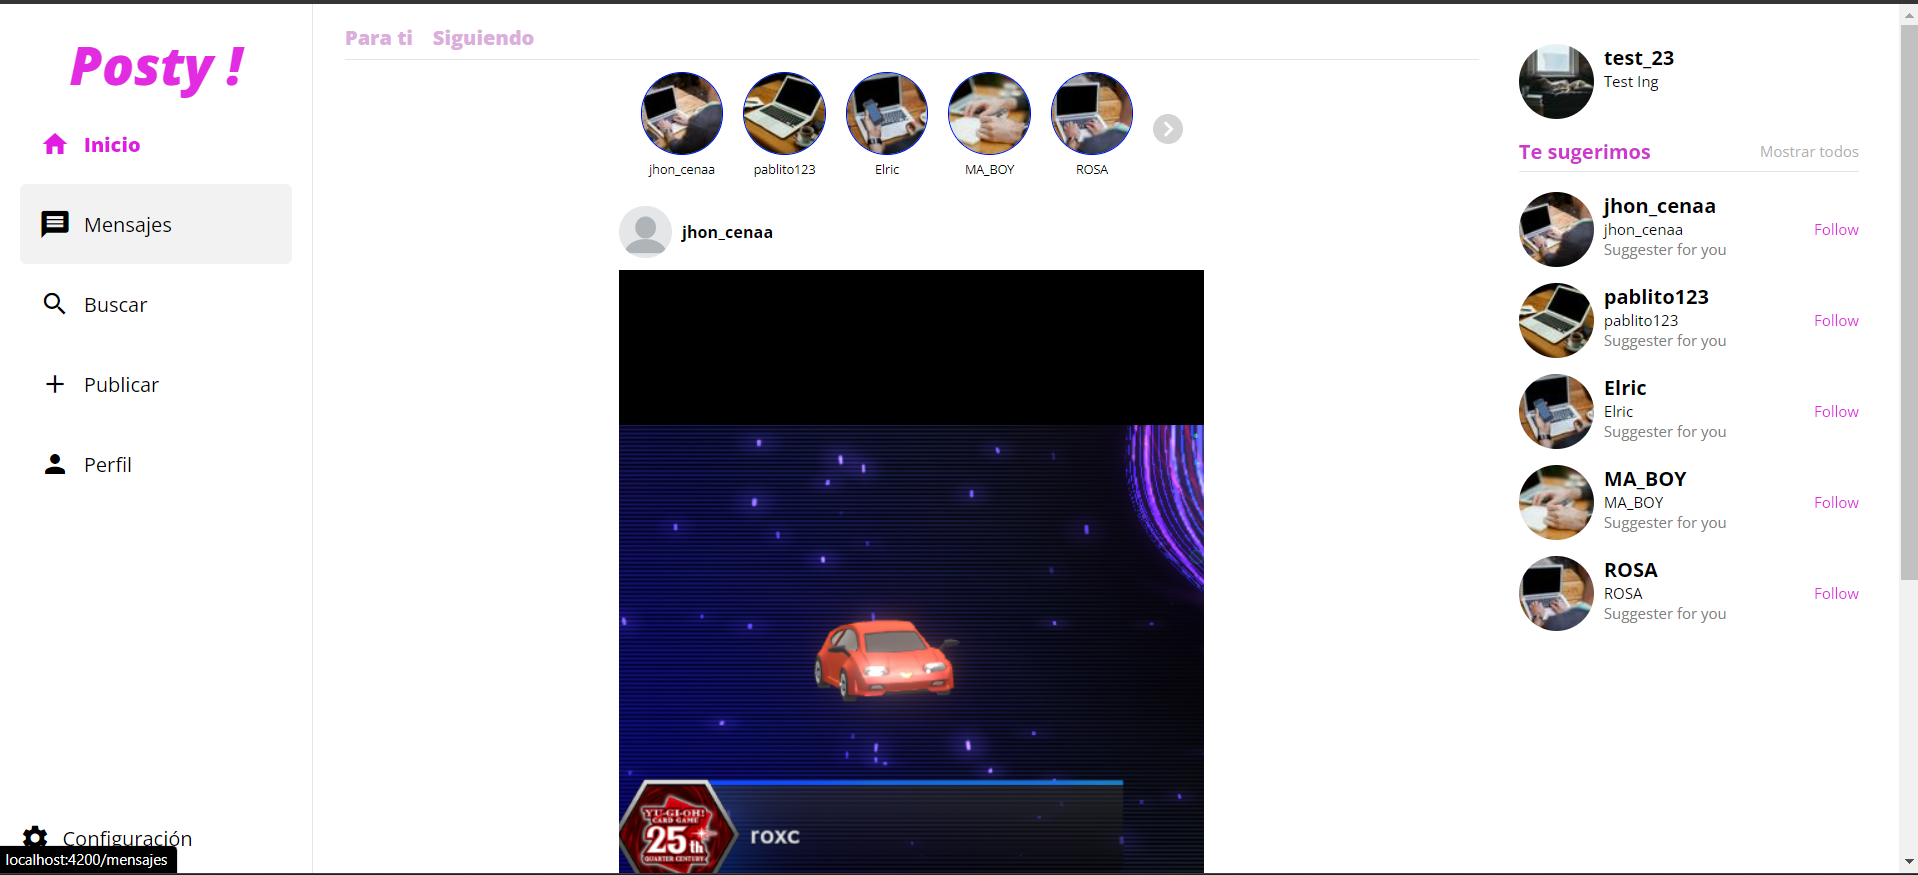 Posty !
Inicio
Mensajes
Buscar
Publicar
Perfil
Configuración
localhost:4200/mensajes
Para ti Siguiendo
jhon_cenaa pablito123 Elric MA_BOY ROSA
jhon_cenaa
YU-GI-OH!
CARD GAME
25th
QUARTER CENTURY
roxc
test_23
Test Ing
Te sugerimos Mostrar todos
jhon_cenaa
jhon_cenaa
Suggester for you
Follow
pablito123
pablito123
Suggester for you
Follow
Elric
Elric
Suggester for you
Follow
MA_BOY
MA_BOY
Suggester for you
Follow
ROSA
ROSA
Suggester for you
Follow